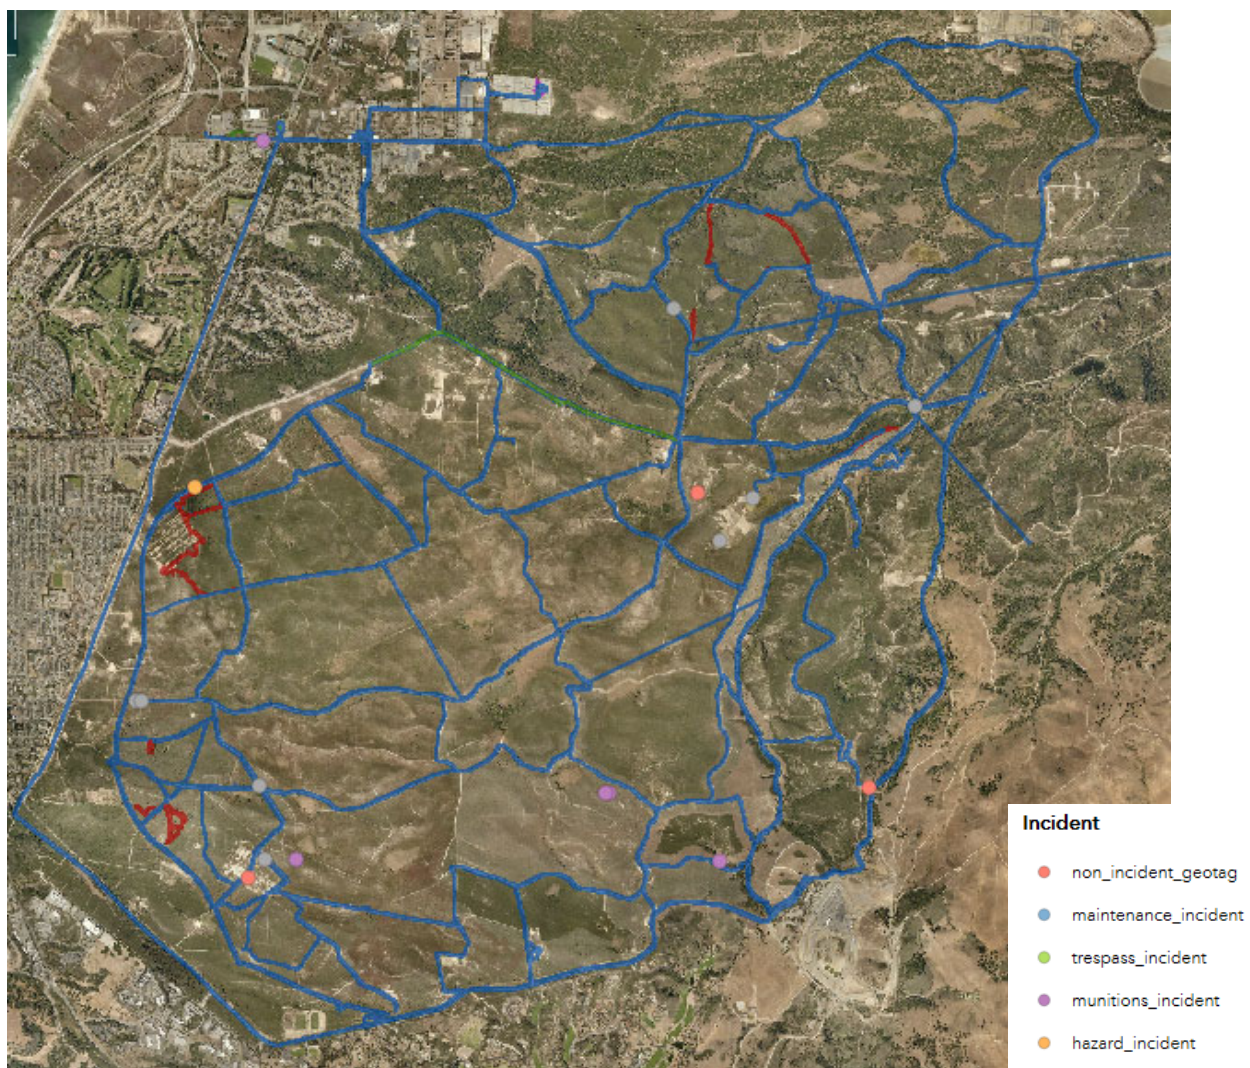 Incident
non_incident_geotag
maintenance_incident
trespass_incident
munitions_incident
hazard_incident